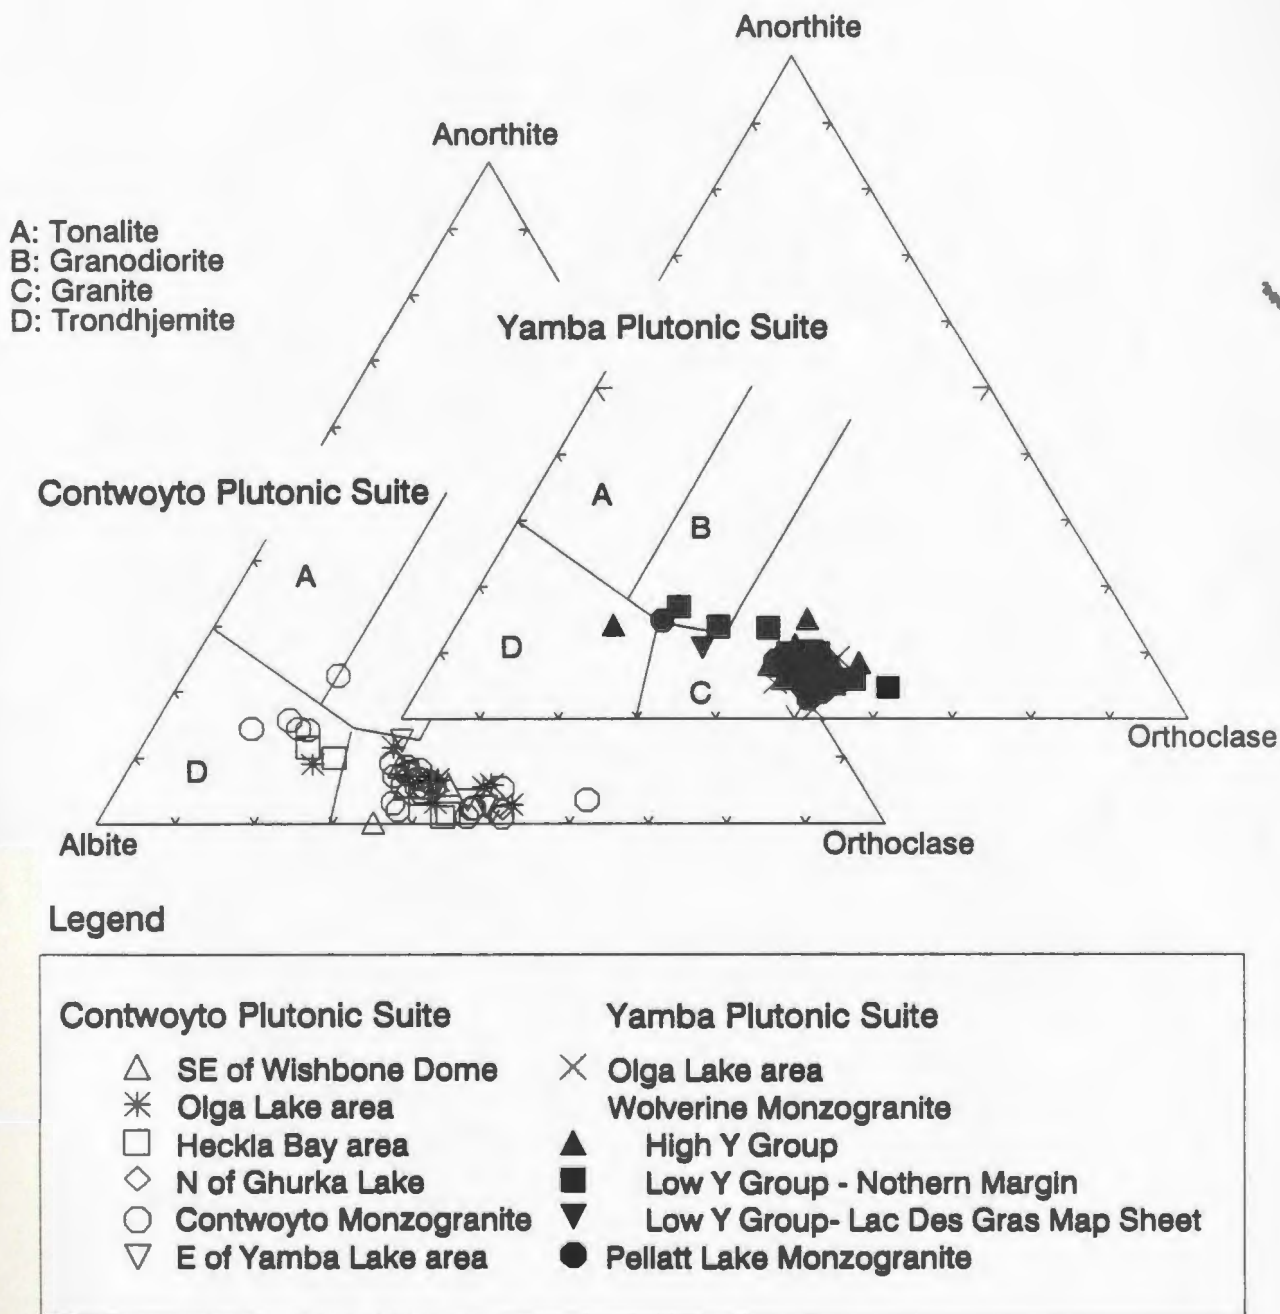 Anorthite
Anorthite
A: Tonalite
B: Granodiorite
C: Granite
D: Trondhjemite
Yamba Plutonic Suite
Contwoyto Plutonic Suite
A
B
A
D
C
Orthoclase
D
Albite
Orthoclase
Legend
Contwoyto Plutonic Suite
SE of Wishbone Dome
Olga Lake area
Heckla Bay area
N of Ghurka Lake
Contwoyto Monzogranite
E of Yamba Lake area
Yamba Plutonic Suite
Olga Lake area
Wolverine Monzogranite
High Y Group
Low Y Group - Nothern Margin
Low Y Group- Lac Des Gras Map Sheet
Pellatt Lake Monzogranite